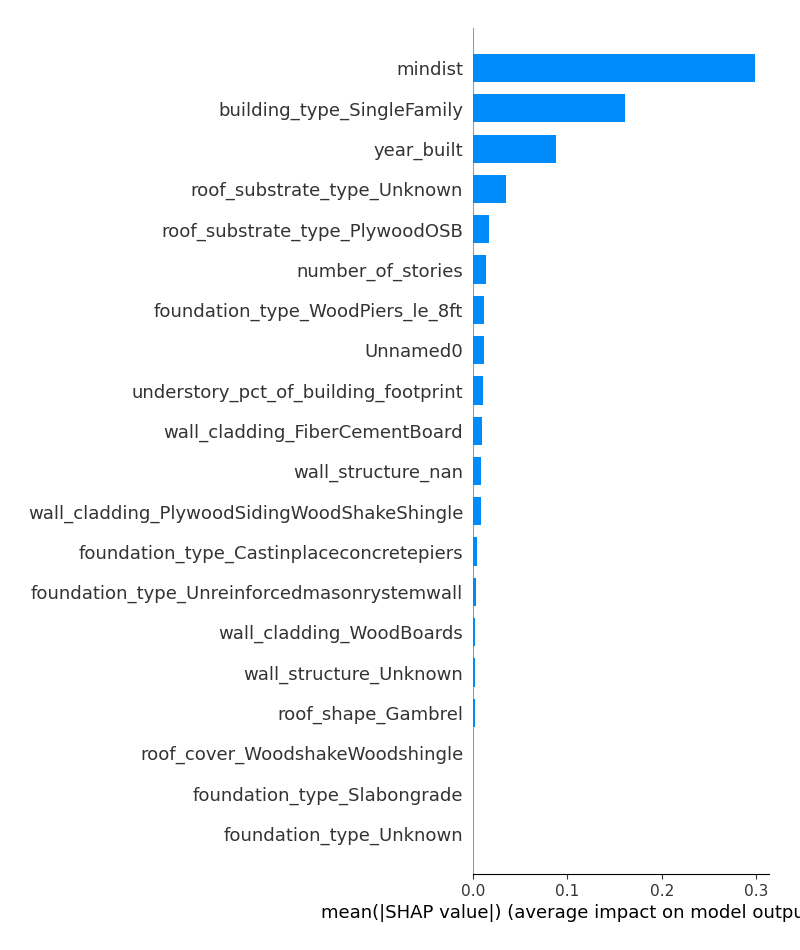 mindist
building_type_SingleFamily
year_built
roof_substrate_type_Unknown
roof_substrate_type_PlywoodOSB
number_of_stories
foundation_type_WoodPiers_le_8ft
Unnamed0
understory_pct_of_building_footprint
wall_cladding_FiberCementBoard
wall_structure_nan
wall_cladding_PlywoodSidingWoodShakeShingle
foundation_type_Castinplaceconcretepiers
foundation_type_Unreinforcedmasonrystemwall
wall_cladding_WoodBoards
wall_structure_Unknown
roof_shape_Gambrel
roof_cover_WoodshakeWoodshingle
foundation_type_Slabongrade
foundation_type_Unknown
0.0 0.1 0.2 0.3
mean(|SHAP value|) (average impact on model outpu